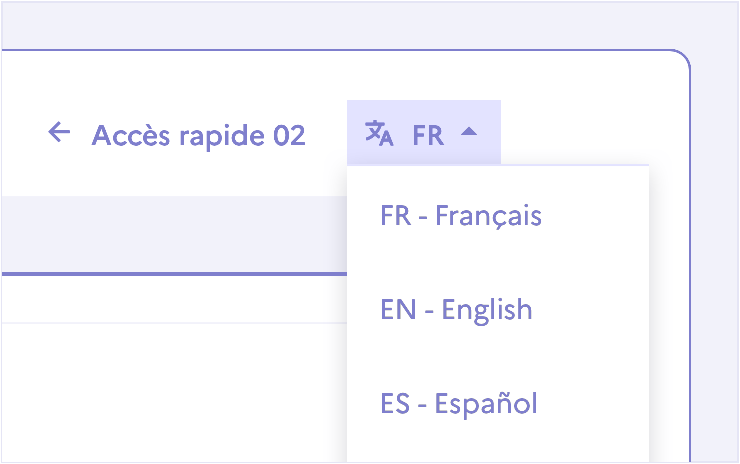 Accès rapide 02
FR
FR - Français
EN - English
ES - Español